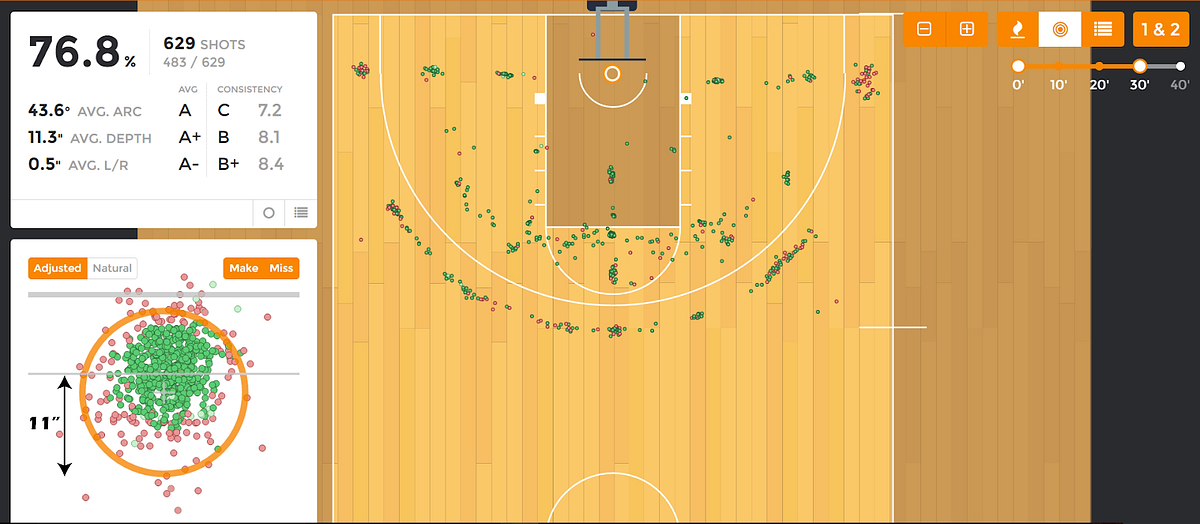 76.8%
629 SHOTS
483 / 629
AVG CONSISTENCY
43.6° AVG. ARC A C 7.2
11.3" AVG. DEPTH A+ B 8.1
0.5" AVG. L/R A- B+ 8.4
Adjusted Natural Make Miss
11"
1 & 2
0' 10' 20' 30' 40'